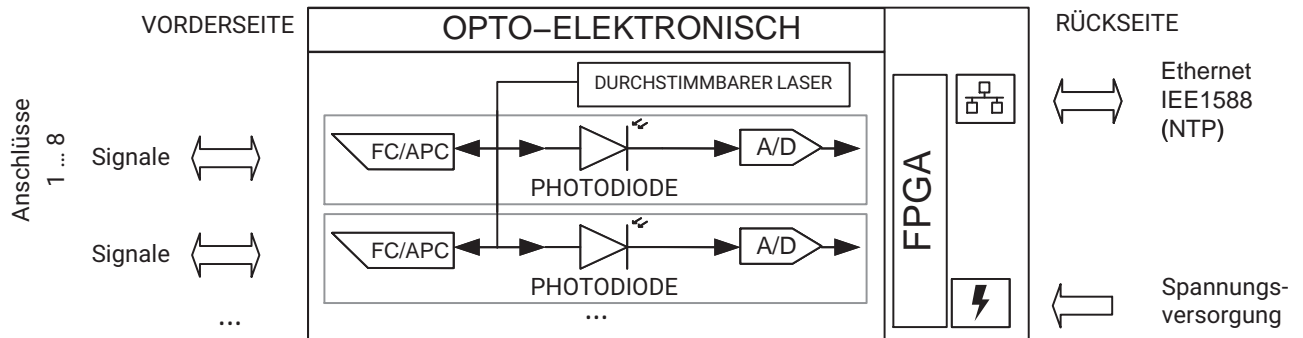 VORDERSEITE
OPTO–ELEKTRONISCH
RÜCKSEITE
DURCHSTIMMBARER LASER
Ethernet
IEE1588
(NTP)
Anschlüsse
1 ... 8
Signale
FC/APC
A/D
PHOTODIODE
FPGA
Signale
FC/APC
A/D
PHOTODIODE
...
...
Spannungs-
versorgung